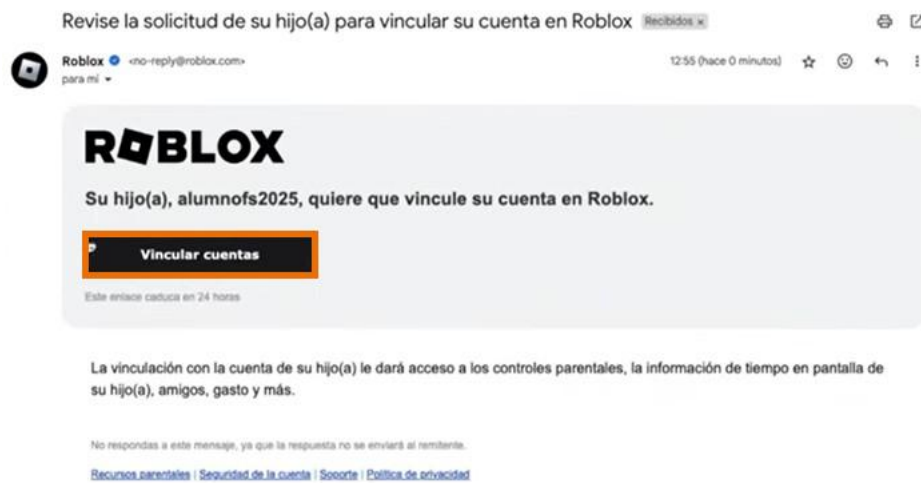 Revise la solicitud de su hijo(a) para vincular su cuenta en Roblox Recibidos x
Roblox <no-reply@roblox.com> 12:55 (hace 0 minutos)
para mí
ROBLOX
Su hijo(a), alumnofs2025, quiere que vincule su cuenta en Roblox.
Vincular cuentas
Este enlace caduca en 24 horas
La vinculación con la cuenta de su hijo(a) le dará acceso a los controles parentales, la información de tiempo en pantalla de
su hijo(a), amigos, gasto y más.
No respondas a este mensaje, ya que la respuesta no se enviará al remitente.
Recursos parentales | Seguridad de la cuenta | Soporte | Política de privacidad